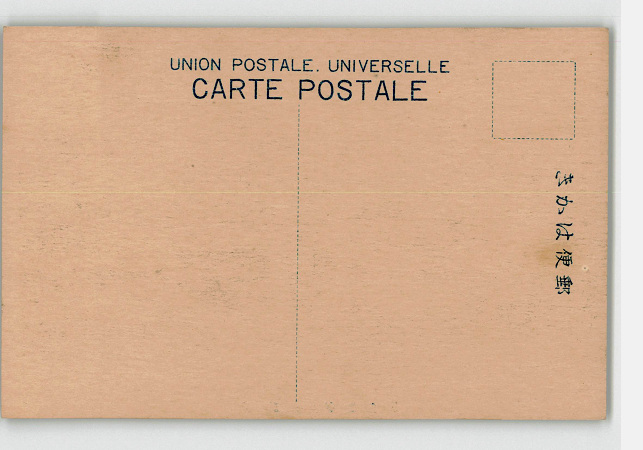 UNION POSTALE. UNIVERSELLE
CARTE POSTALE
郵便はかき